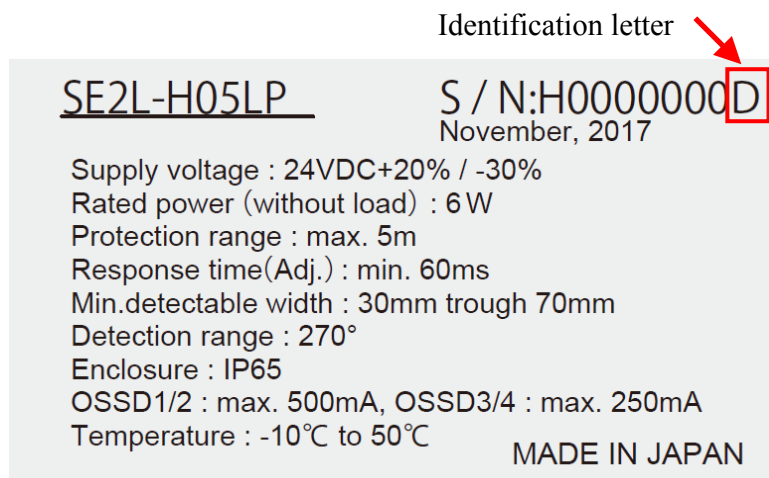 Identification letter
SE2L-H05LP
S / N:H0000000D
November, 2017
Supply voltage : 24VDC+20% / -30%
Rated power (without load) : 6W
Protection range : max. 5m
Response time(Adj.) : min. 60ms
Min.detectable width : 30mm trough 70mm
Detection range : 270°
Enclosure : IP65
OSSD1/2 : max. 500mA, OSSD3/4 : max. 250mA
Temperature : -10℃ to 50℃
MADE IN JAPAN